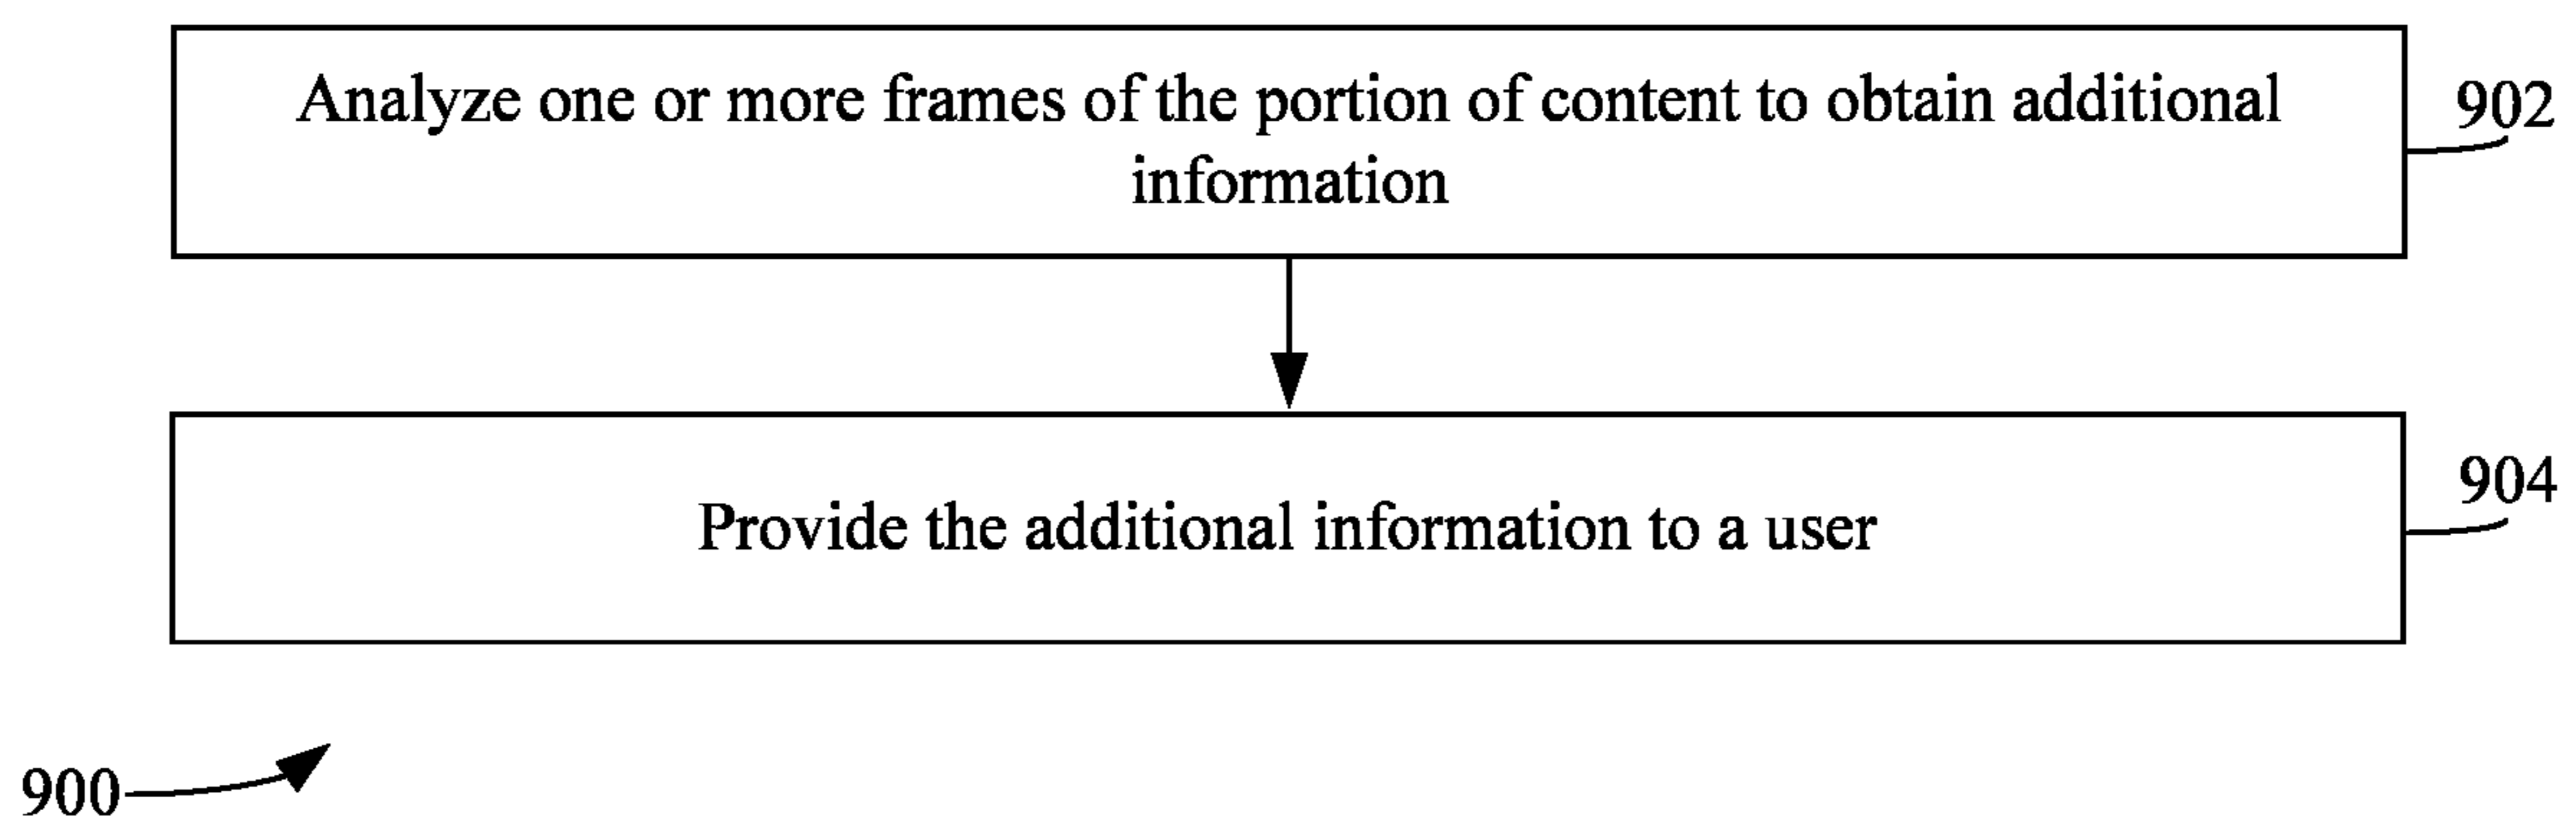 Analyze one or more frames of the portion of content to obtain additional
information
902
Provide the additional information to a user
904
900